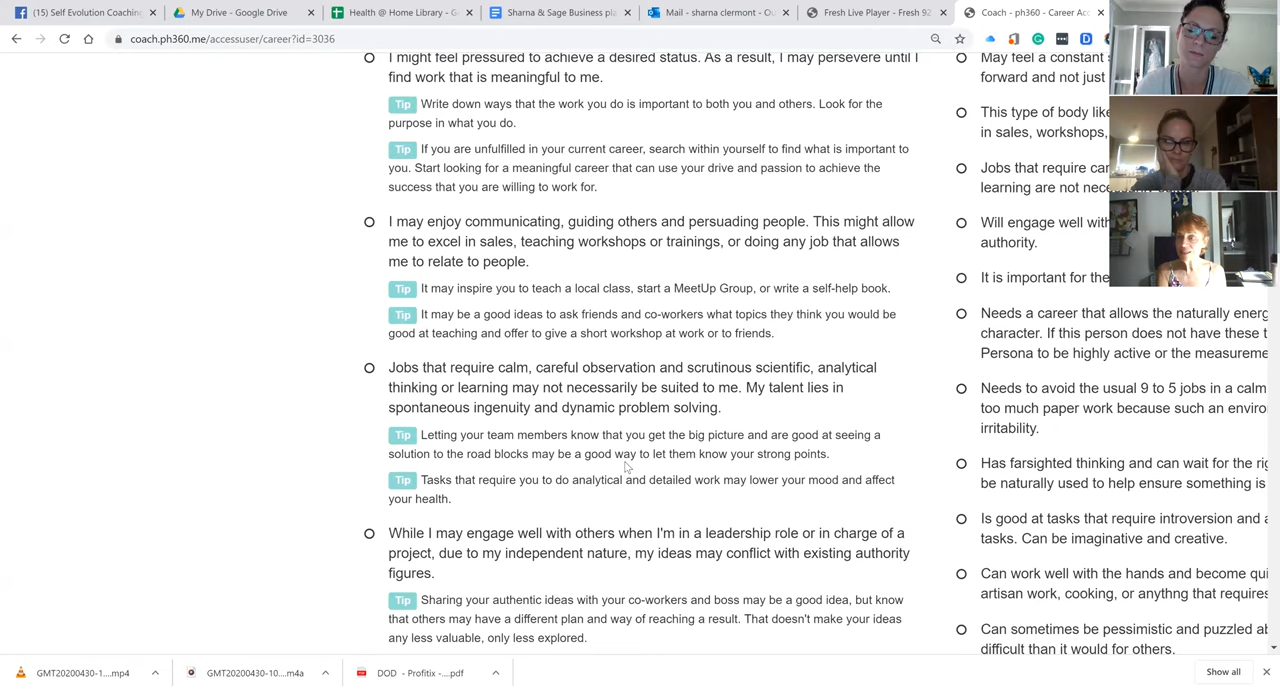 (15) Self Evolution Coaching
My Drive - Google Drive
Health @ Home Library - G
Sharna & Sage Business pla
Mail - sharna clermont - Ou
Fresh Live Player - Fresh 92
Coach - ph360 - Career Acc
coach.ph360.me/accessuser/career?id=3036
I might feel pressured to achieve a desired status. As a result, I may persevere until I
find work that is meaningful to me.
Tip Write down ways that the work you do is important to both you and others. Look for the
purpose in what you do.
Tip If you are unfulfilled in your current career, search within yourself to find what is important to
you. Start looking for a meaningful career that can use your drive and passion to achieve the
success that you are willing to work for.
I may enjoy communicating, guiding others and persuading people. This might allow
me to excel in sales, teaching workshops or trainings, or doing any job that allows
me to relate to people.
Tip It may inspire you to teach a local class, start a MeetUp Group, or write a self-help book.
Tip It may be a good ideas to ask friends and co-workers what topics they think you would be
good at teaching and offer to give a short workshop at work or to friends.
Jobs that require calm, careful observation and scrutinous scientific, analytical
thinking or learning may not necessarily be suited to me. My talent lies in
spontaneous ingenuity and dynamic problem solving.
Tip Letting your team members know that you get the big picture and are good at seeing a
solution to the road blocks may be a good way to let them know your strong points.
Tip Tasks that require you to do analytical and detailed work may lower your mood and affect
your health.
While I may engage well with others when I'm in a leadership role or in charge of a
project, due to my independent nature, my ideas may conflict with existing authority
figures.
Tip Sharing your authentic ideas with your co-workers and boss may be a good idea, but know
that others may have a different plan and way of reaching a result. That doesn't make your ideas
any less valuable, only less explored.
May feel a constant
forward and not just
This type of body like
in sales, workshops,
Jobs that require car
learning are not nec
Will engage well with
authority.
It is important for the
Needs a career that allows the naturally energ
character. If this person does not have these t
Persona to be highly active or the measureme
Needs to avoid the usual 9 to 5 jobs in a calm
too much paper work because such an enviro
irritability.
Has farsighted thinking and can wait for the rig
be naturally used to help ensure something is
Is good at tasks that require introversion and a
tasks. Can be imaginative and creative.
Can work well with the hands and become qui
artisan work, cooking, or anythng that requires
Can sometimes be pessimistic and puzzled ab
difficult than it would for others.
GMT20200430-1....mp4
GMT20200430-10....m4a
DOD - Profitix -....pdf
Show all